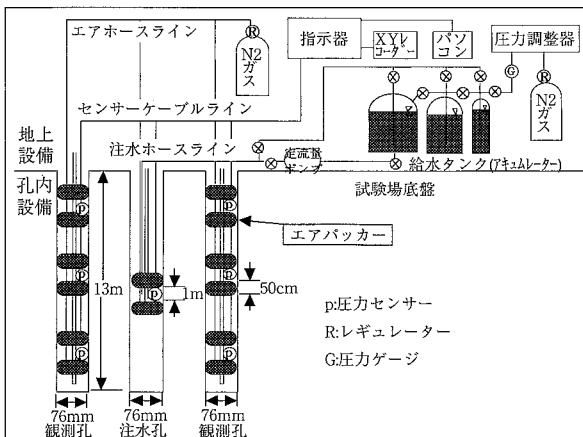 エアホースライン
R
N2
ガス
指示器
XYレ
コーダー
パソ
コン
圧力調整器
G
R
N2
ガス
センサーケーブルライン
地上
設備
注水ホースライン
定流量
ポンプ
給水タンク(アキュムレーター)
孔内
設備
試験場底盤
p
p
p
13m
p
1m
p
p
p
エアパッカー
50cm
p:圧力センサー
R:レギュレーター
G:圧力ゲージ
76mm
観測孔
76mm
注水孔
76mm
観測孔